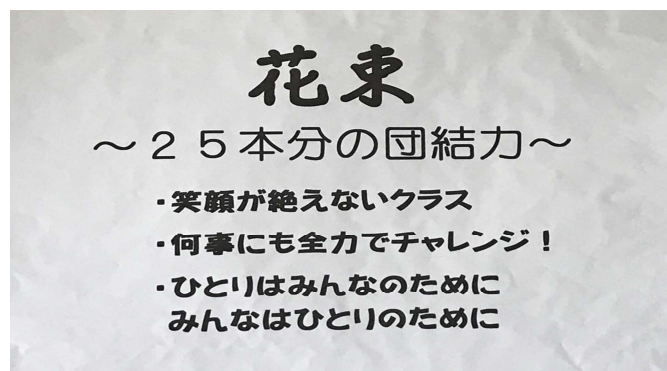 花束
～２５本分の団結力～
・笑顔が絶えないクラス
・何事にも全力でチャレンジ！
・ひとりはみんなのために
みんなはひとりのために